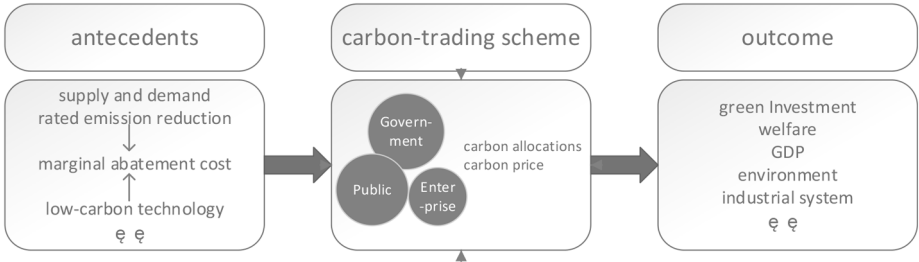 antecedents
carbon-trading scheme
outcome
supply and demand
rated emission reduction
marginal abatement cost
low-carbon technology
ę ę
Govern-
ment
Public
Enter
-prise
carbon allocations
carbon price
green Investment
welfare
GDP
environment
industrial system
ę ę